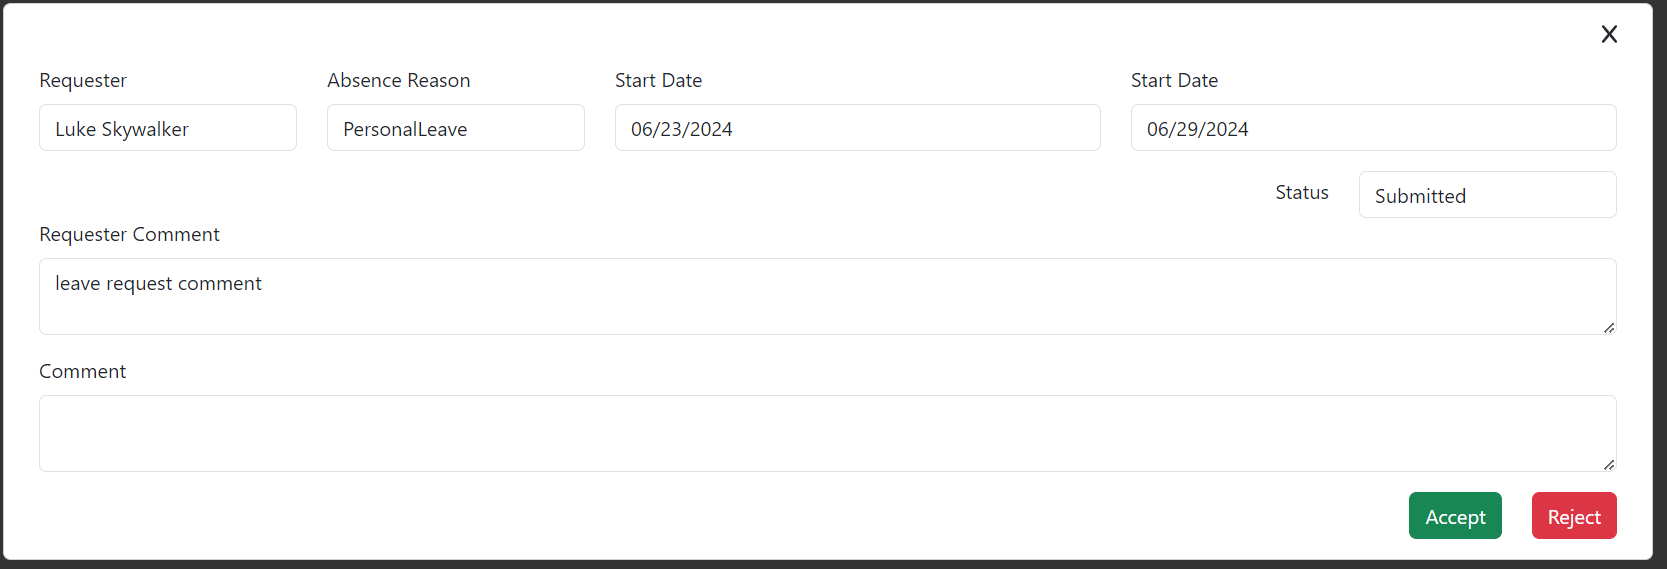 X
Requester Absence Reason Start Date Start Date
Luke Skywalker PersonalLeave 06/23/2024 06/29/2024
Status Submitted
Requester Comment
leave request comment
Comment
Accept Reject